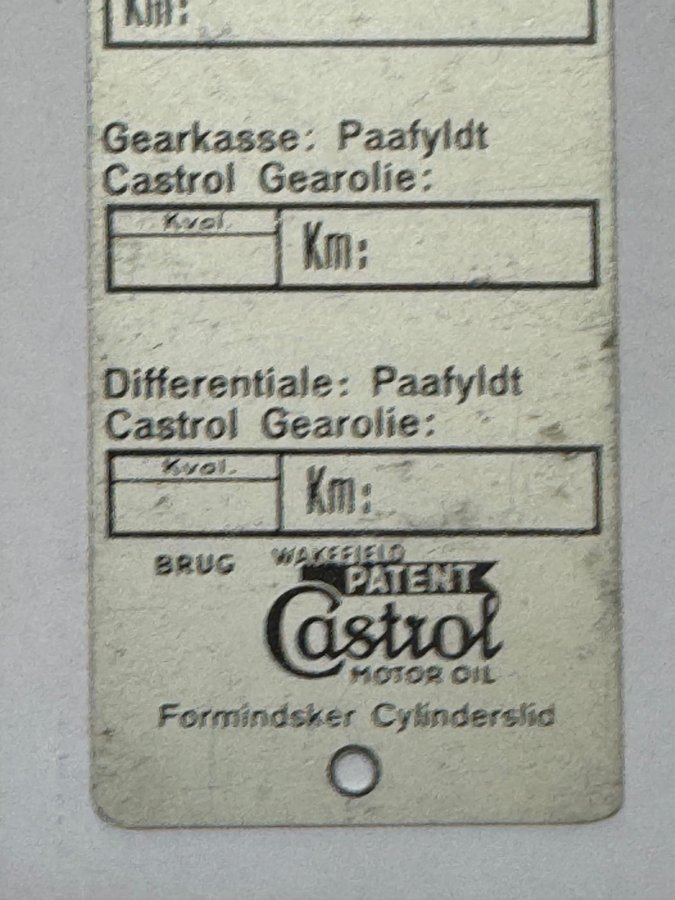 Km:
Gearkasse: Paafyldt
Castrol Gearolie:
Kval.
Km:
Differentiale: Paafyldt
Castrol Gearolie:
Kval.
Km:
BRUG WAKEFIELD
PATENT
Castrol
MOTOR OIL
Formindsker Cylinderslid